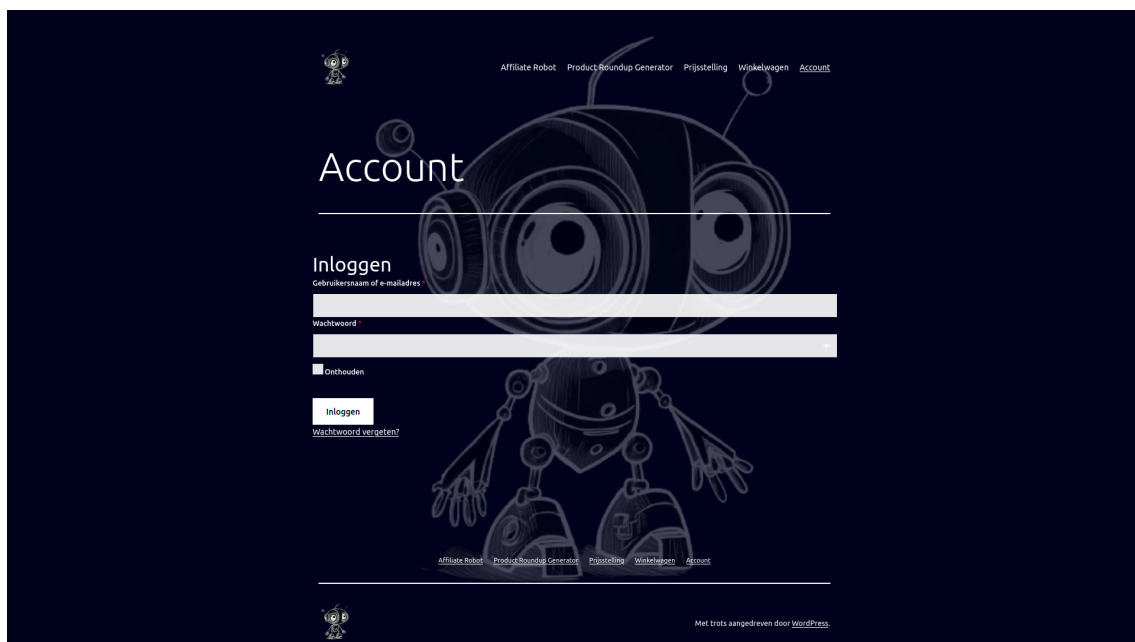 Affiliate Robot Product Roundup Generator Prijsstelling Winkelwagen Account
Account
Inloggen
Gebruikersnaam of e-mailadres *
Wachtwoord *
Onthouden
Inloggen
Wachtwoord vergeten?
Affiliate Robot Product Roundup Generator Prijsstelling Winkelwagen Account
Met trots aangedreven door WordPress.